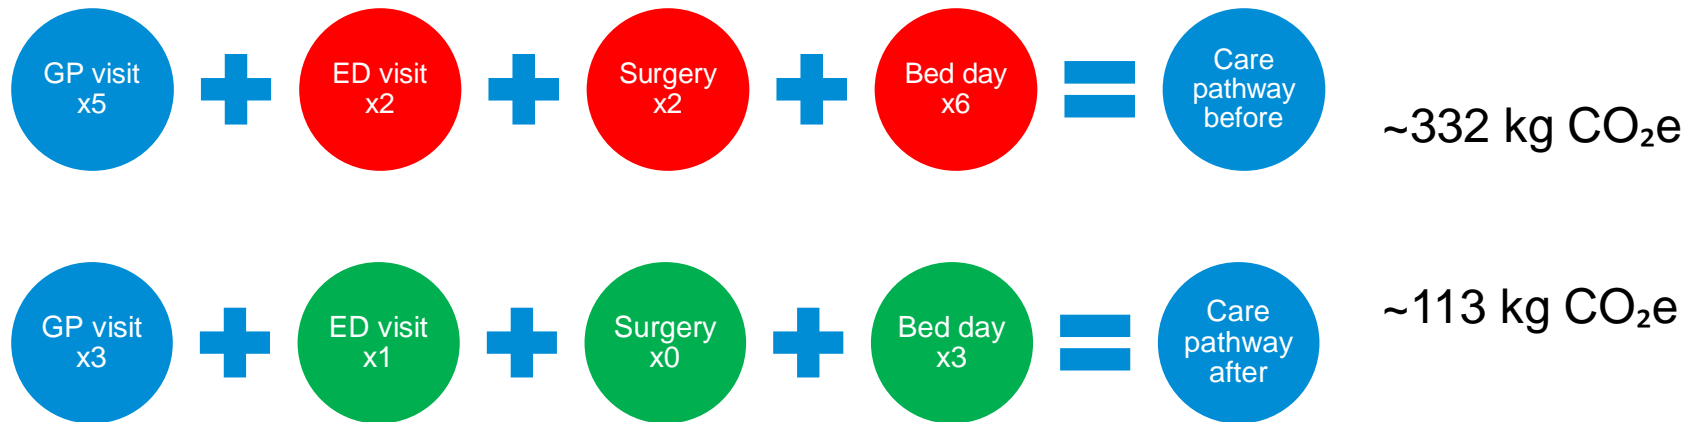 GP visit
x5
ED visit
x2
Surgery
x2
Bed day
x6
Care
pathway
before
~332 kg CO₂e
GP visit
x3
ED visit
x1
Surgery
x0
Bed day
x3
Care
pathway
after
~113 kg CO₂e